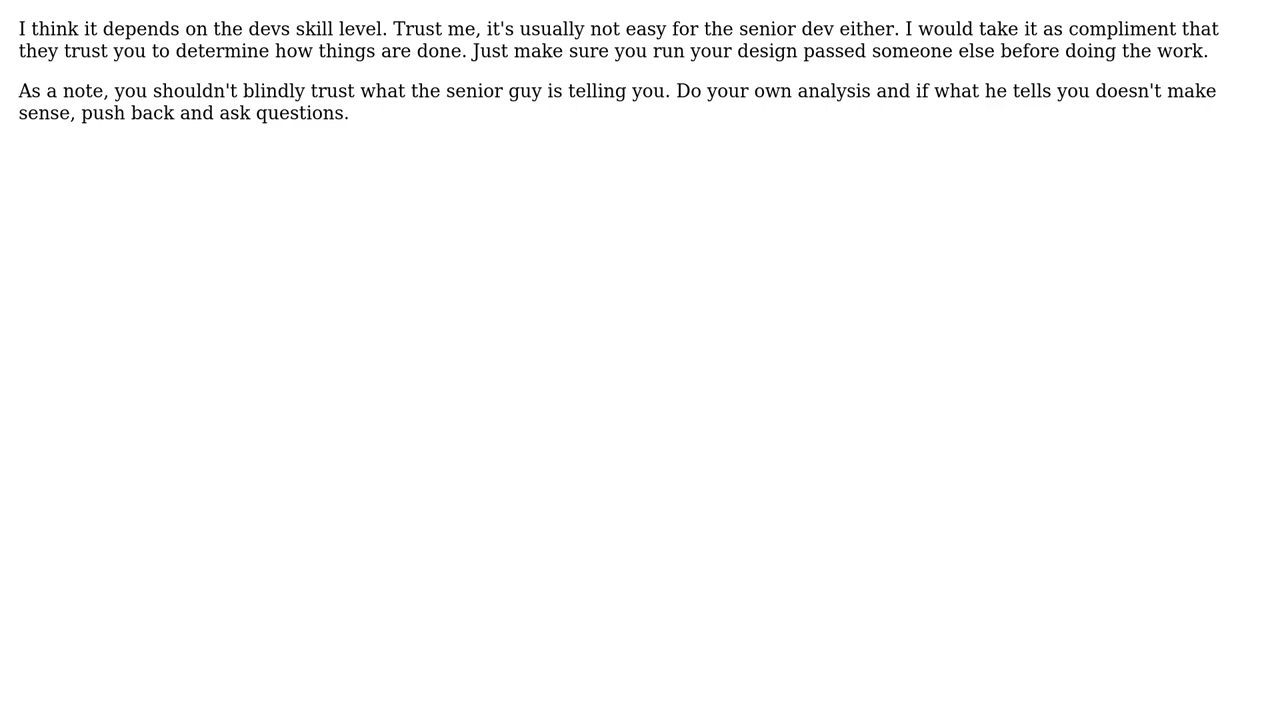 I think it depends on the devs skill level. Trust me, it's usually not easy for the senior dev either. I would take it as compliment that
they trust you to determine how things are done. Just make sure you run your design passed someone else before doing the work.
As a note, you shouldn't blindly trust what the senior guy is telling you. Do your own analysis and if what he tells you doesn't make
sense, push back and ask questions.